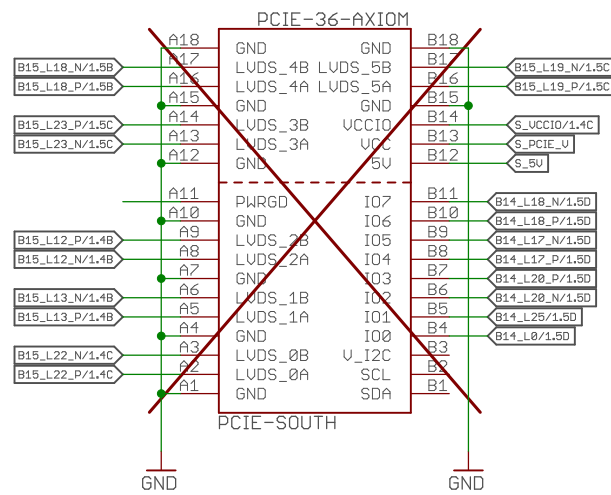 PCIE-36-AXIOM
A18 GND GND B18
B15_L18_N/1.5B A17 LVDS_4B LVDS_5B B17 B15_L19_N/1.5C
B15_L18_P/1.5B A16 LVDS_4A LVDS_5A B16 B15_L19_P/1.5C
A15 GND GND B15
B15_L23_P/1.5C A14 LVDS_3B VCCIO B14 S_VCCIO/1.4C
B15_L23_N/1.5C A13 LVDS_3A VCC B13 S_PCIE_V
A12 GND 5V B12 S_5V
A11 PWRGD IO7 B11 B14_L18_N/1.5D
A10 GND IO6 B10 B14_L18_P/1.5D
B15_L12_P/1.4B A9 LVDS_2B IO5 B9 B14_L17_N/1.5D
B15_L12_N/1.4B A8 LVDS_2A IO4 B8 B14_L17_P/1.5D
A7 GND IO3 B7 B14_L20_P/1.5D
B15_L13_N/1.4B A6 LVDS_1B IO2 B6 B14_L20_N/1.5D
B15_L13_P/1.4B A5 LVDS_1A IO1 B5 B14_L25/1.5D
A4 GND IO0 B4 B14_L0/1.5D
B15_L22_N/1.4C A3 LVDS_0B V_I2C B3
B15_L22_P/1.4C A2 LVDS_0A SCL B2
A1 GND SDA B1
PCIE-SOUTH
GND GND